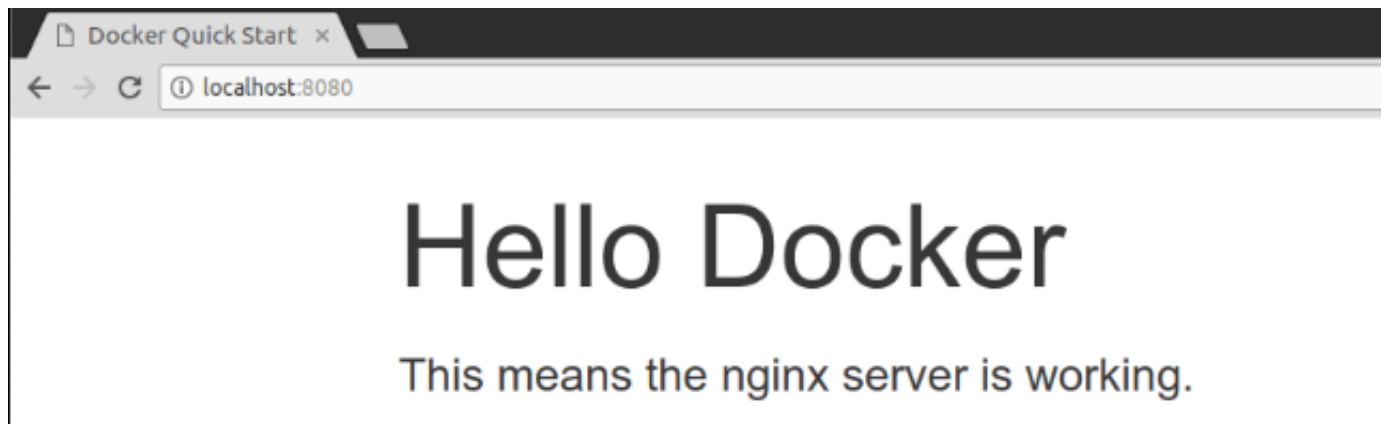 Docker Quick Start
localhost:8080
Hello Docker
This means the nginx server is working.